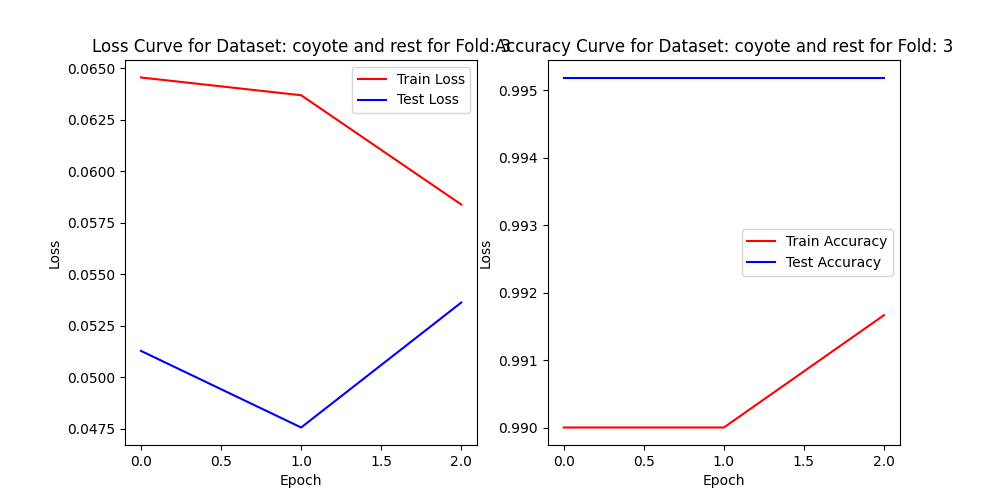 Loss Curve for Dataset: coyote and rest for Fold: 3
Accuracy Curve for Dataset: coyote and rest for Fold: 3
0.0650
0.0625
0.0600
0.0575
0.0550
0.0525
0.0500
0.0475
Loss
Train Loss
Test Loss
0.0
0.5
1.0
1.5
2.0
Epoch
0.995
0.994
0.993
0.992
0.991
0.990
Loss
Train Accuracy
Test Accuracy
0.0
0.5
1.0
1.5
2.0
Epoch